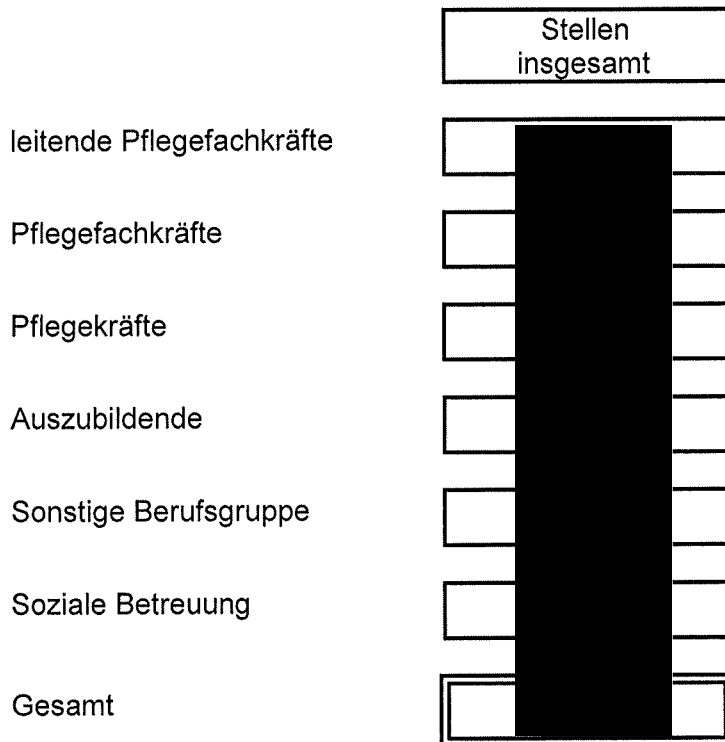 Stellen
insgesamt
leitende Pflegefachkräfte
Pflegefachkräfte
Pflegekräfte
Auszubildende
Sonstige Berufsgruppe
Soziale Betreuung
Gesamt